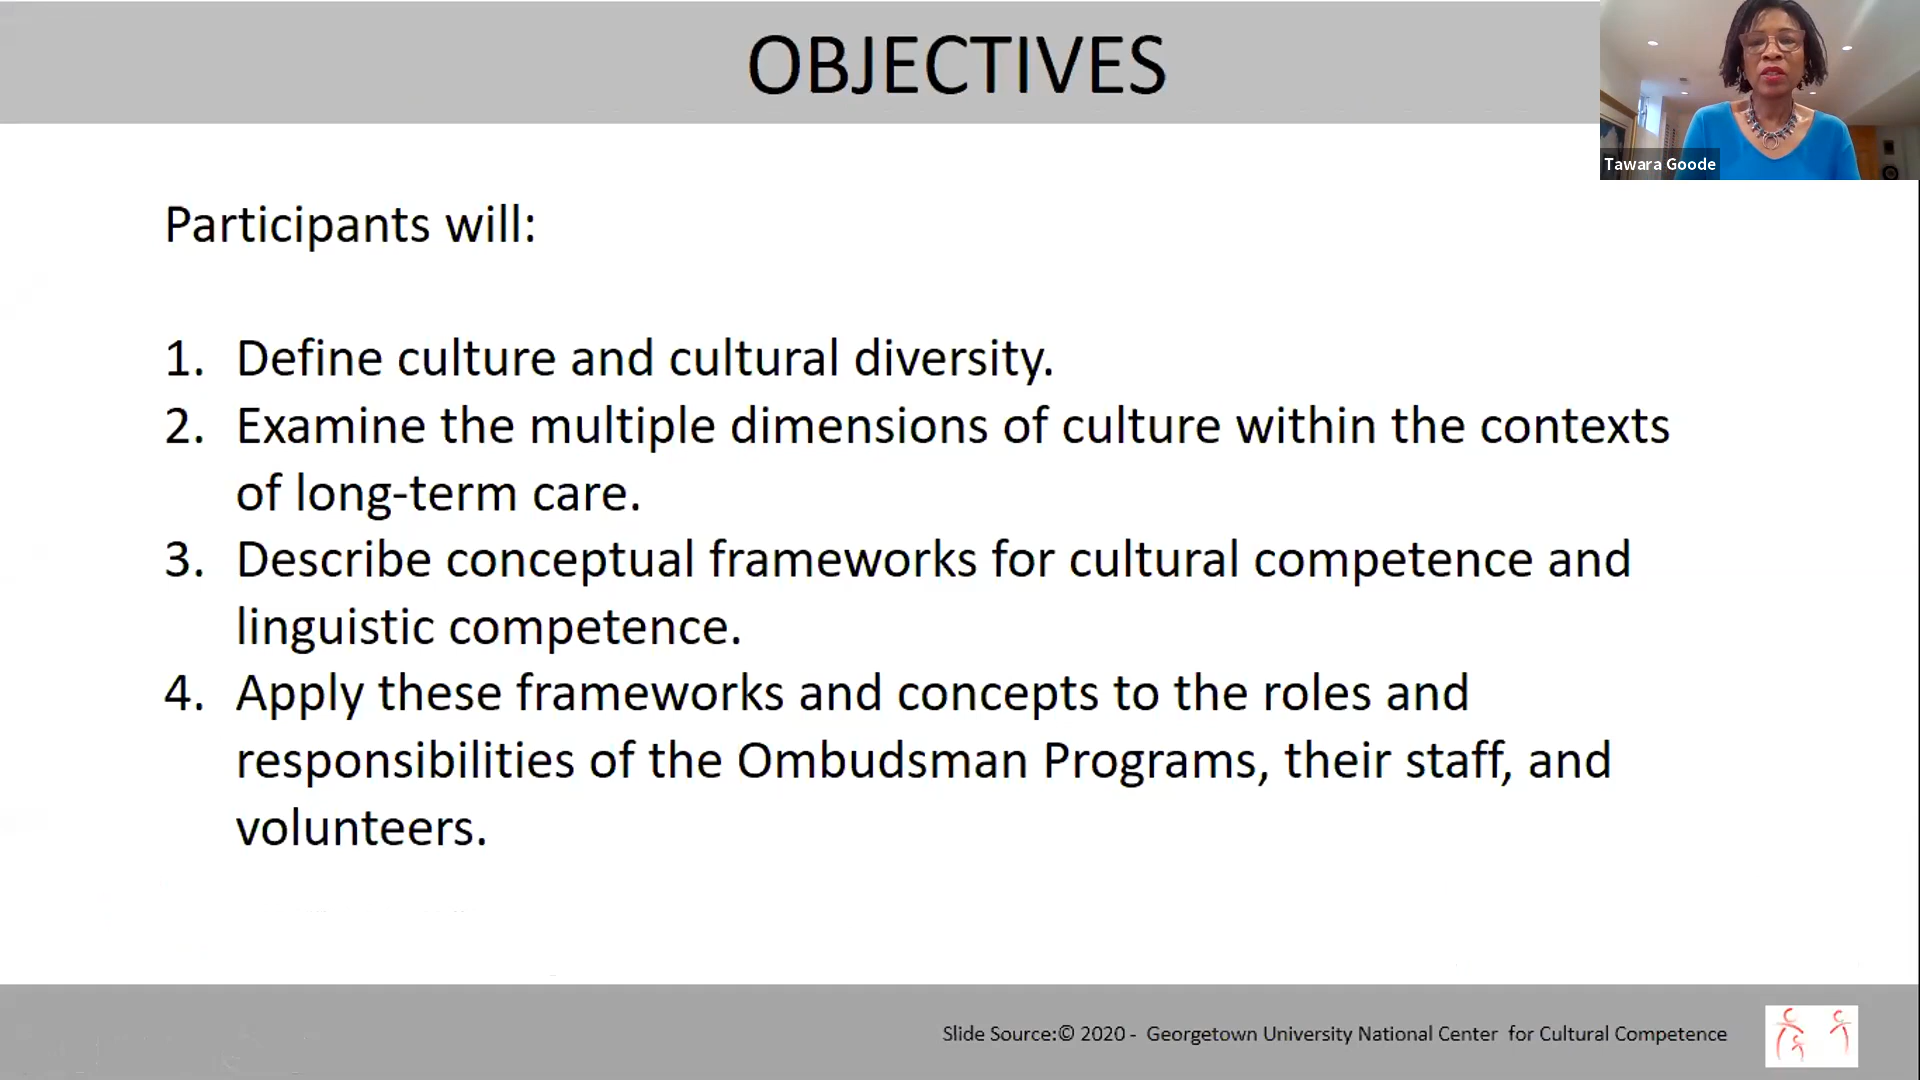 OBJECTIVES
Tawara Goode
Participants will:
1. Define culture and cultural diversity.
2. Examine the multiple dimensions of culture within the contexts
of long-term care.
3. Describe conceptual frameworks for cultural competence and
linguistic competence.
4. Apply these frameworks and concepts to the roles and
responsibilities of the Ombudsman Programs, their staff, and
volunteers.
Slide Source:© 2020 - Georgetown University National Center for Cultural Competence